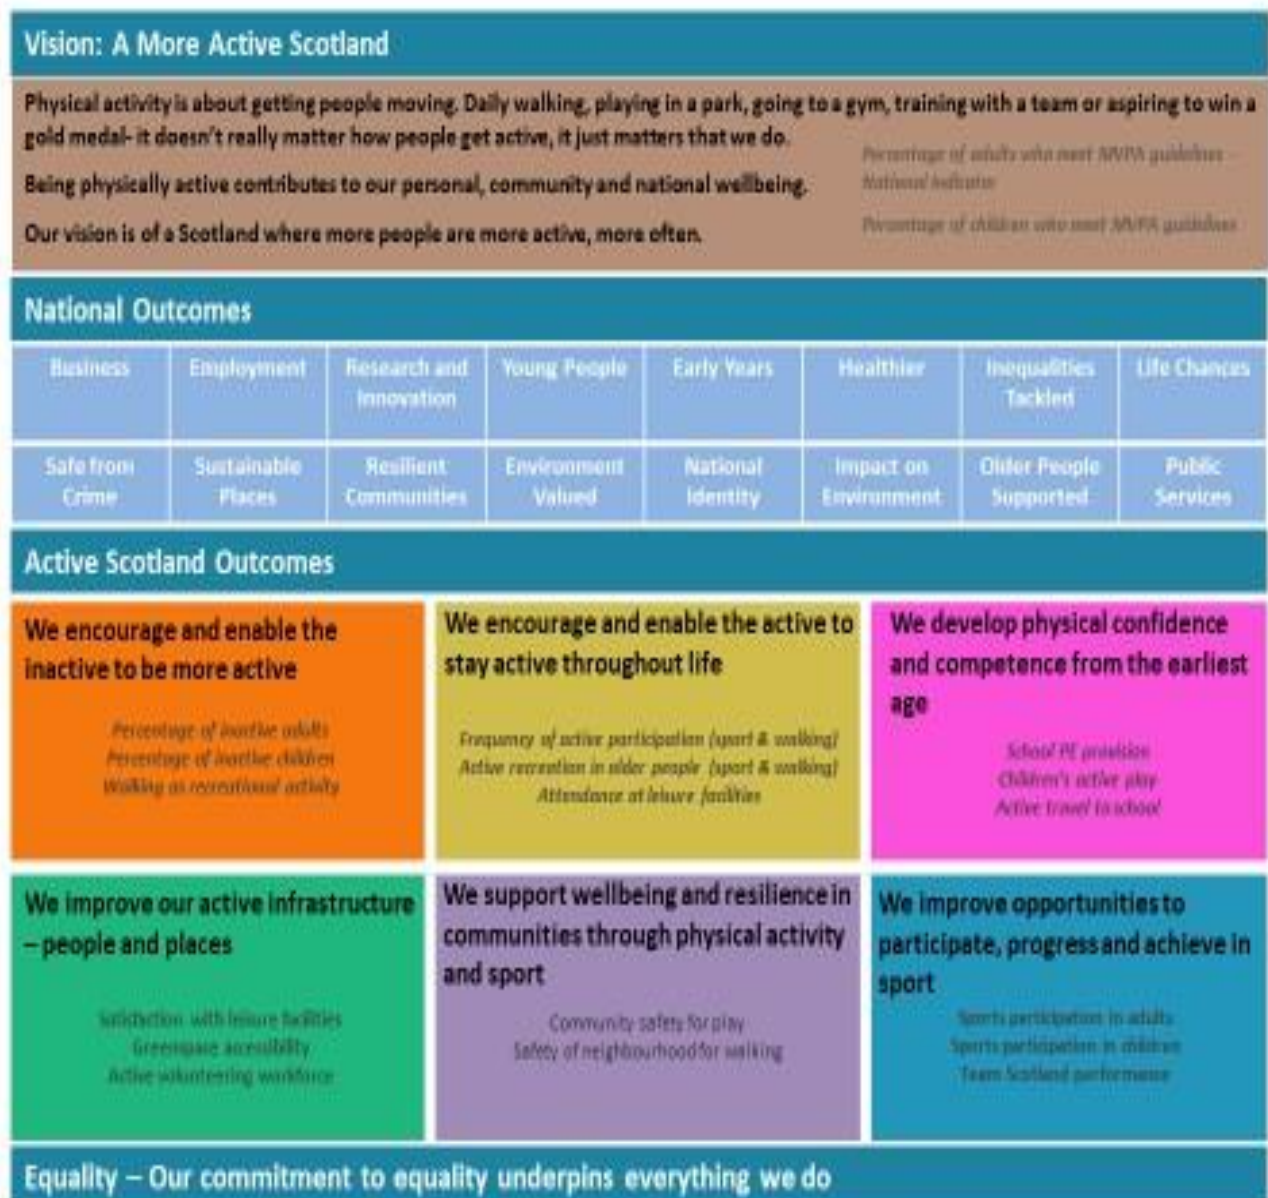 Vision: A More Active Scotland
Physical activity is about getting people moving. Daily walking, playing in a park, going to a gym, training with a team or aspiring to win a
gold medal- it doesn't really matter how people get active, it just matters that we do.
Percentage of adults who meet MVPA guidelines -
National Indicator
Being physically active contributes to our personal, community and national wellbeing.
Percentage of children who meet MVPA guidelines
Our vision is of a Scotland where more people are more active, more often.
National Outcomes
Business
Employment
Research and
Innovation
Young People
Early Years
Healthier
Inequalities
Tackled
Life Chances
Safe from
Crime
Sustainable
Places
Resilient
Communities
Environment
Valued
National
Identity
Impact on
Environment
Older People
Supported
Public
Services
Active Scotland Outcomes
We encourage and enable the
inactive to be more active
Percentage of inactive adults
Percentage of inactive children
Walking as recreational activity
We encourage and enable the active to
stay active throughout life
Frequency of active participation (sport & walking)
Active recreation in older people (sport & walking)
Attendance at leisure facilities
We develop physical confidence
and competence from the earliest
age
School PE provision
Children's active play
Active travel to school
We improve our active infrastructure
– people and places
Satisfaction with leisure facilities
Greenspace accessibility
Active volunteering workforce
We support wellbeing and resilience in
communities through physical activity
and sport
Community safety for play
Safety of neighbourhood for walking
We improve opportunities to
participate, progress and achieve in
sport
Sports participation in adults
Sports participation in children
Team Scotland performance
Equality – Our commitment to equality underpins everything we do